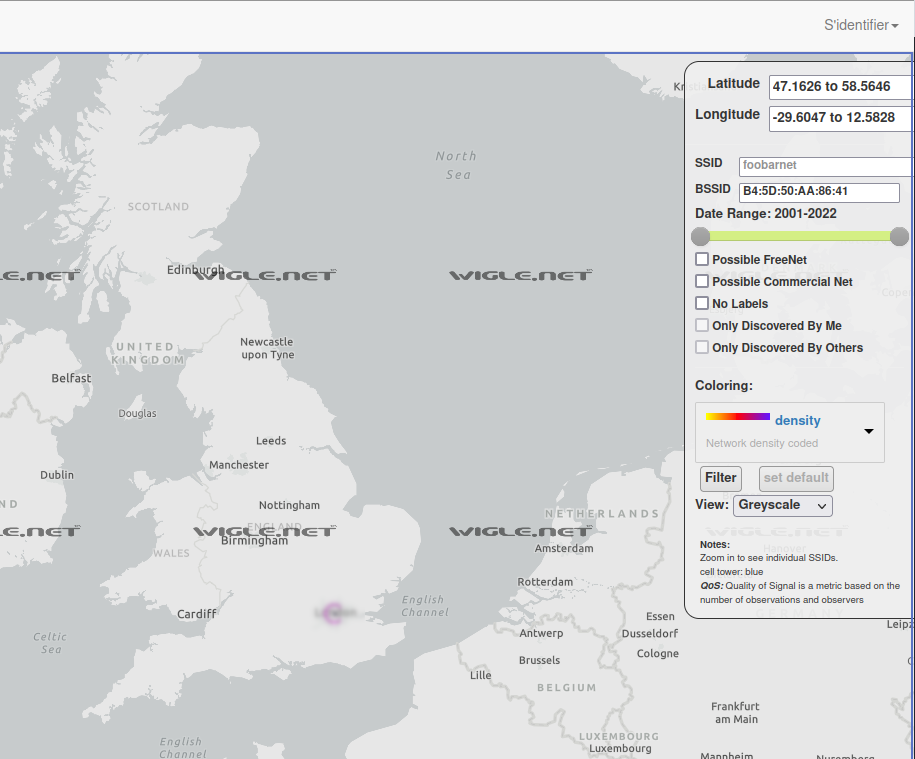 S'identifier
Latitude 47.1626 to 58.5646
Longitude -29.6047 to 12.5828
SSID foobarnet
BSSID B4:5D:50:AA:86:41
Date Range: 2001-2022
Possible FreeNet
Possible Commercial Net
No Labels
Only Discovered By Me
Only Discovered By Others
Coloring:
density
Network density coded
Filter set default
View: Greyscale
Notes:
Zoom in to see individual SSIDs.
cell tower: blue
QoS: Quality of Signal is a metric based on the
number of observations and observers
North
Sea
SCOTLAND
Edinburgh
WIGLE.NET
WIGLE.NET
UNITED
KINGDOM
Newcastle
upon Tyne
Belfast
Douglas
Leeds
Manchester
Dublin
Nottingham
ENGLAND
Birmingham
WIGLE.NET
WIGLE.NET
WALES
NETHERLANDS
Amsterdam
Hanover
Rotterdam
English
Channel
Cardiff
Celtic
Sea
Essen
GERMANY
Antwerp
Dusseldorf
Cologne
Brussels
Lille
BELGIUM
Frankfurt
am Main
LUXEMBOURG
Luxembourg
English
Channel
Mannheim
Nuremberg